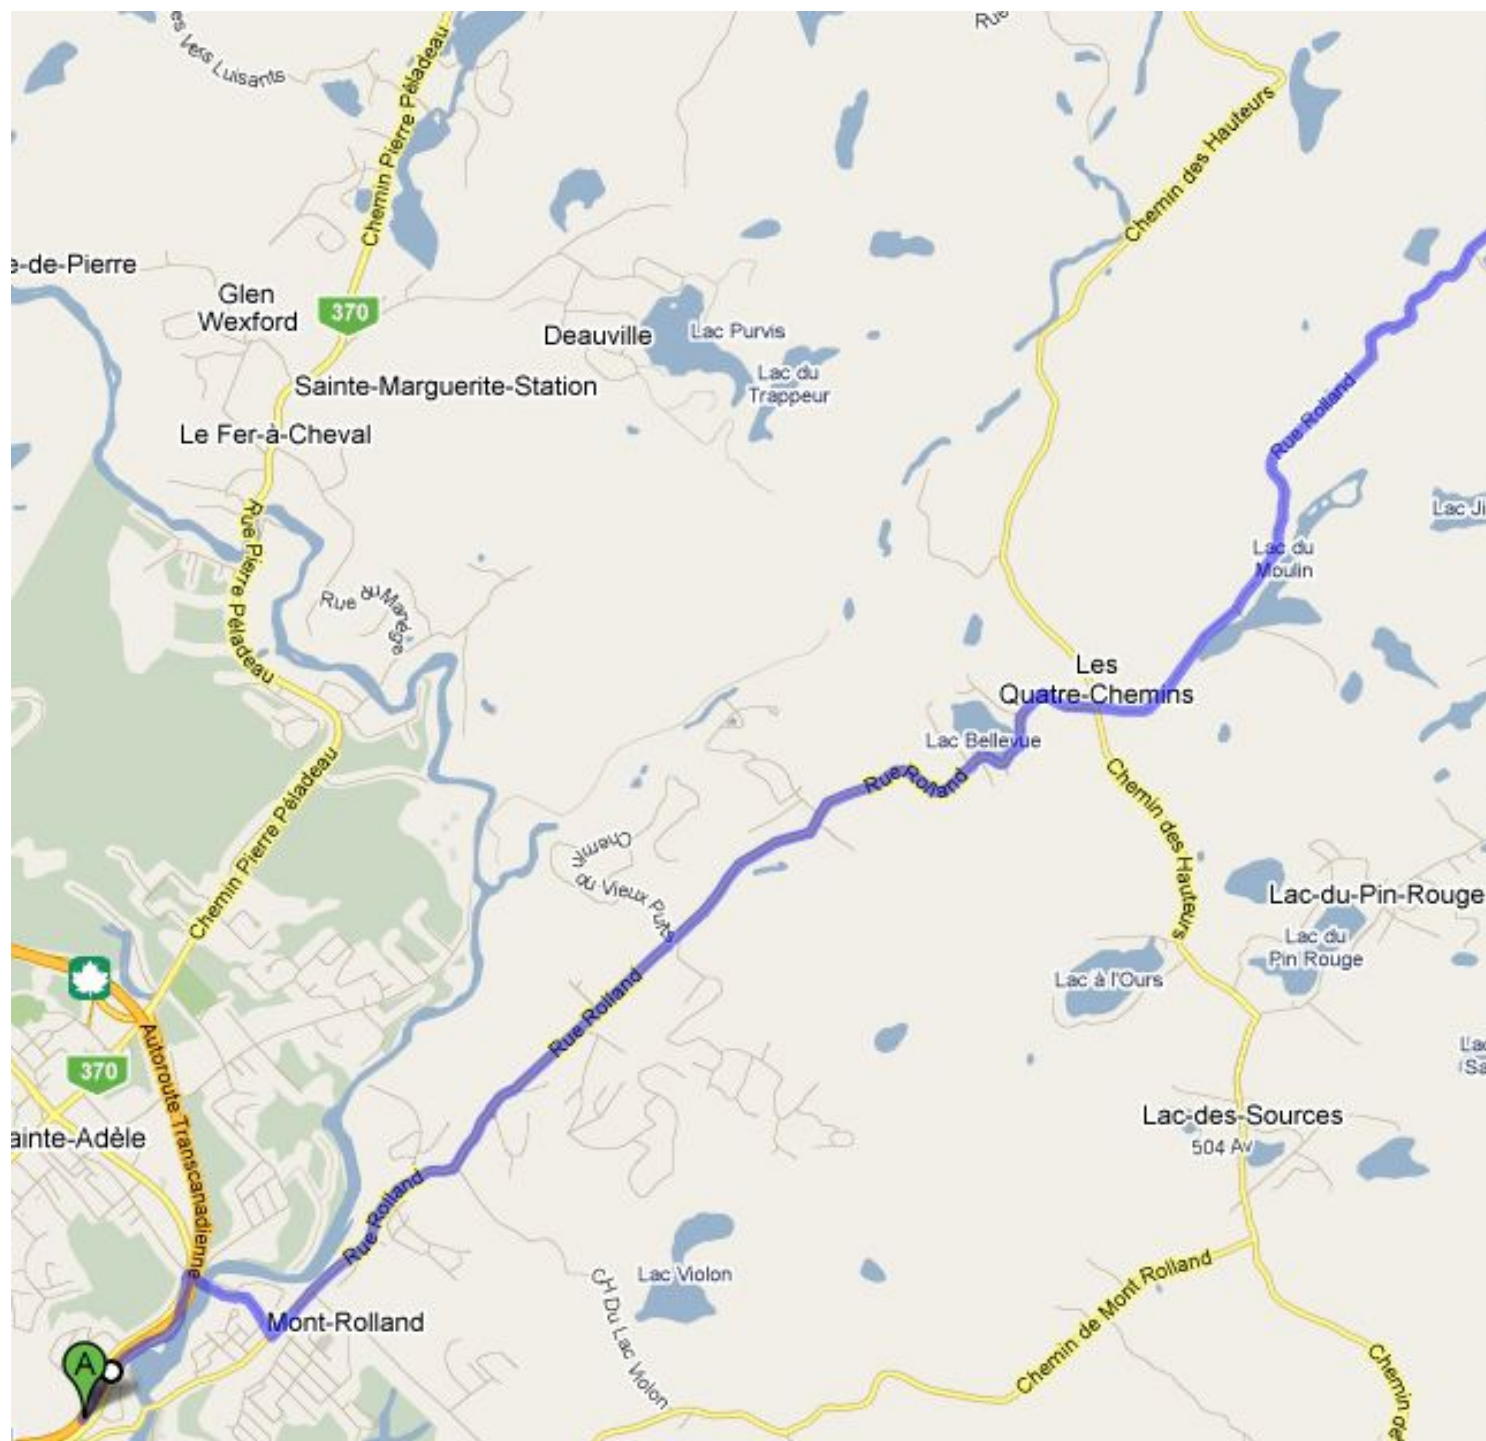 Rue
Luisants
Chemin Pierre Péladeau
Chemin des Hauteurs
e-de-Pierre
Glen
Wexford
370
Deauville
Lac Purvis
Lac du
Trappeur
Sainte-Marguerite-Station
Le Fer-à-Cheval
Rue Rolland
Rue Pierre Péladeau
Lac du
Moulin
Rue du Manège
Les
Quatre-Chemins
Lac Bellevue
Rue Rolland
Chemin Pierre Péladeau
Chemin du Vieux Puits
Chemin des Hauteurs
Lac-du-Pin-Rouge
Lac du
Pin Rouge
Lac à l'Ours
Rue Rolland
Autoroute Transcanadienne
370
ainte-Adèle
Lac-des-Sources
504 Av
Rue Rolland
Lac Violon
CH Du Lac Violon
Chemin de Mont Rolland
Mont-Rolland
A
Chemin de